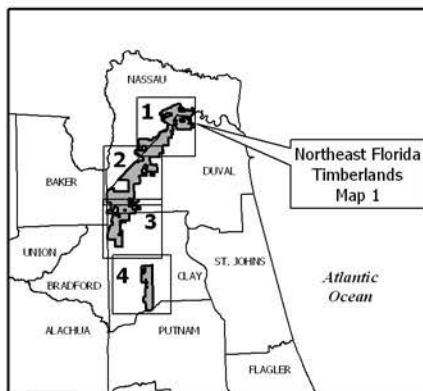 NASSAU
1
Northeast Florida
Timberlands
Map 1
2
BAKER
DUVAL
3
UNION
4
CLAY
ST. JOHNS
BRADFORD
Atlantic
Ocean
ALACHUA
PUTNAM
FLAGLER